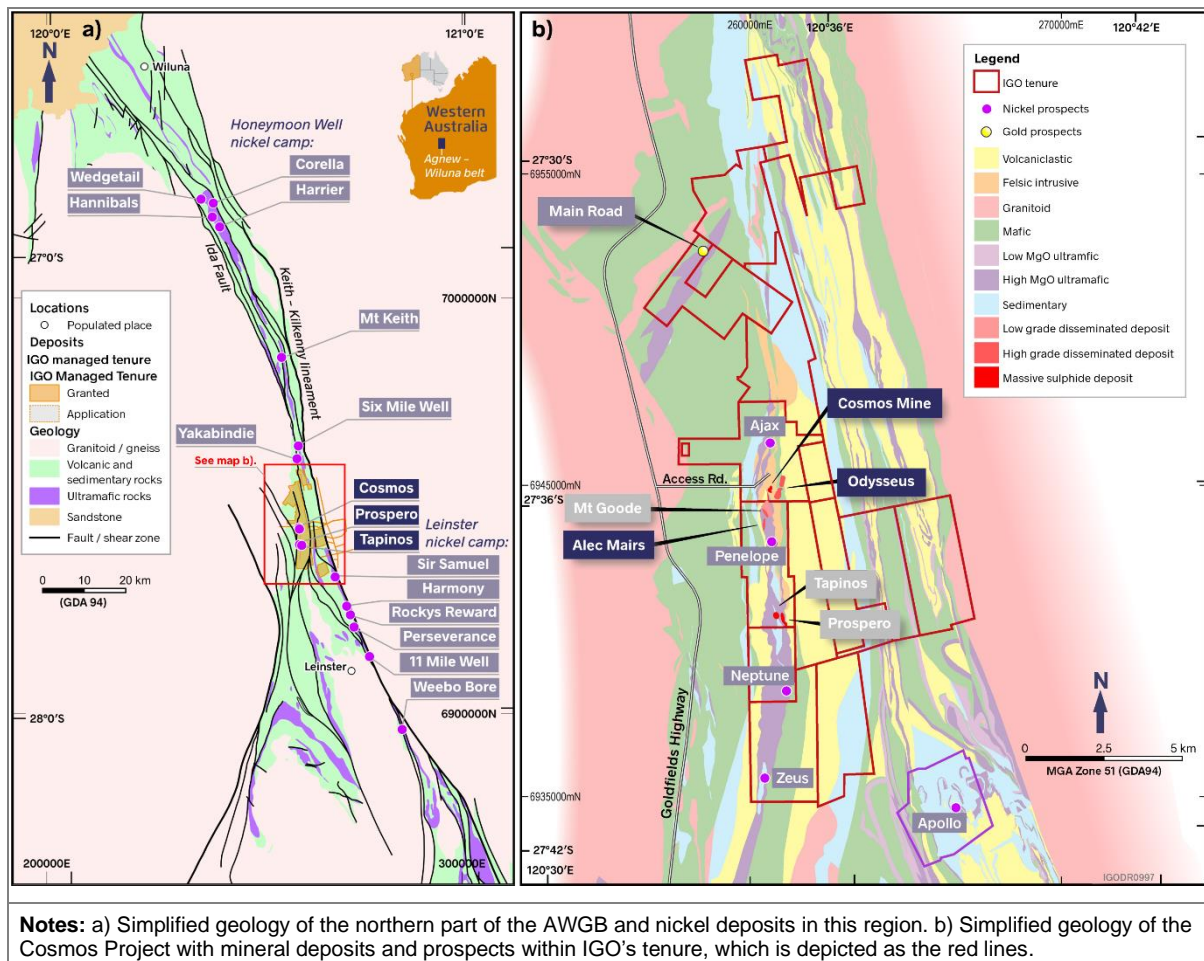 120°0′E
a)
121°0′E
N
Wiluna
Western
Australia
Agnew –
Wiluna belt
Honeymoon Well
nickel camp:
Corella
Harrier
Wedgetail
Hannibals
Ida Fault
27°0′S
Keith – Kilkenny lineament
7000000N
Mt Keith
Six Mile Well
Yakabindie
See map b).
Cosmos
Prospero
Tapinos
Leinster
nickel camp:
Sir Samuel
Harmony
Rockys Reward
Perseverance
11 Mile Well
Weebo Bore
Leinster
28°0′S
6900000N
200000E
300000E
Locations
Populated place
Deposits
IGO managed tenure
IGO Managed Tenure
Granted
Application
Geology
Granitoid / gneiss
Volcanic and
sedimentary rocks
Ultramafic rocks
Sandstone
Fault / shear zone
0 10 20 km
(GDA 94)
b)
260000mE
120°36′E
270000mE
120°42′E
Legend
IGO tenure
Nickel prospects
Gold prospects
Volcaniclastic
Felsic intrusive
Granitoid
Mafic
Low MgO ultramfic
High MgO ultramafic
Sedimentary
Low grade disseminated deposit
High grade disseminated deposit
Massive sulphide deposit
27°30′S
6955000mN
Main Road
Cosmos Mine
Ajax
Access Rd.
Odysseus
6945000mN
27°36′S
Mt Goode
Alec Mairs
Penelope
Tapinos
Prospero
Neptune
Goldfields Highway
Zeus
Apollo
N
0 2.5 5 km
MGA Zone 51 (GDA94)
6935000mN
27°42′S
120°30′E
IGODR0997
Notes: a) Simplified geology of the northern part of the AWGB and nickel deposits in this region. b) Simplified geology of the
Cosmos Project with mineral deposits and prospects within IGO's tenure, which is depicted as the red lines.